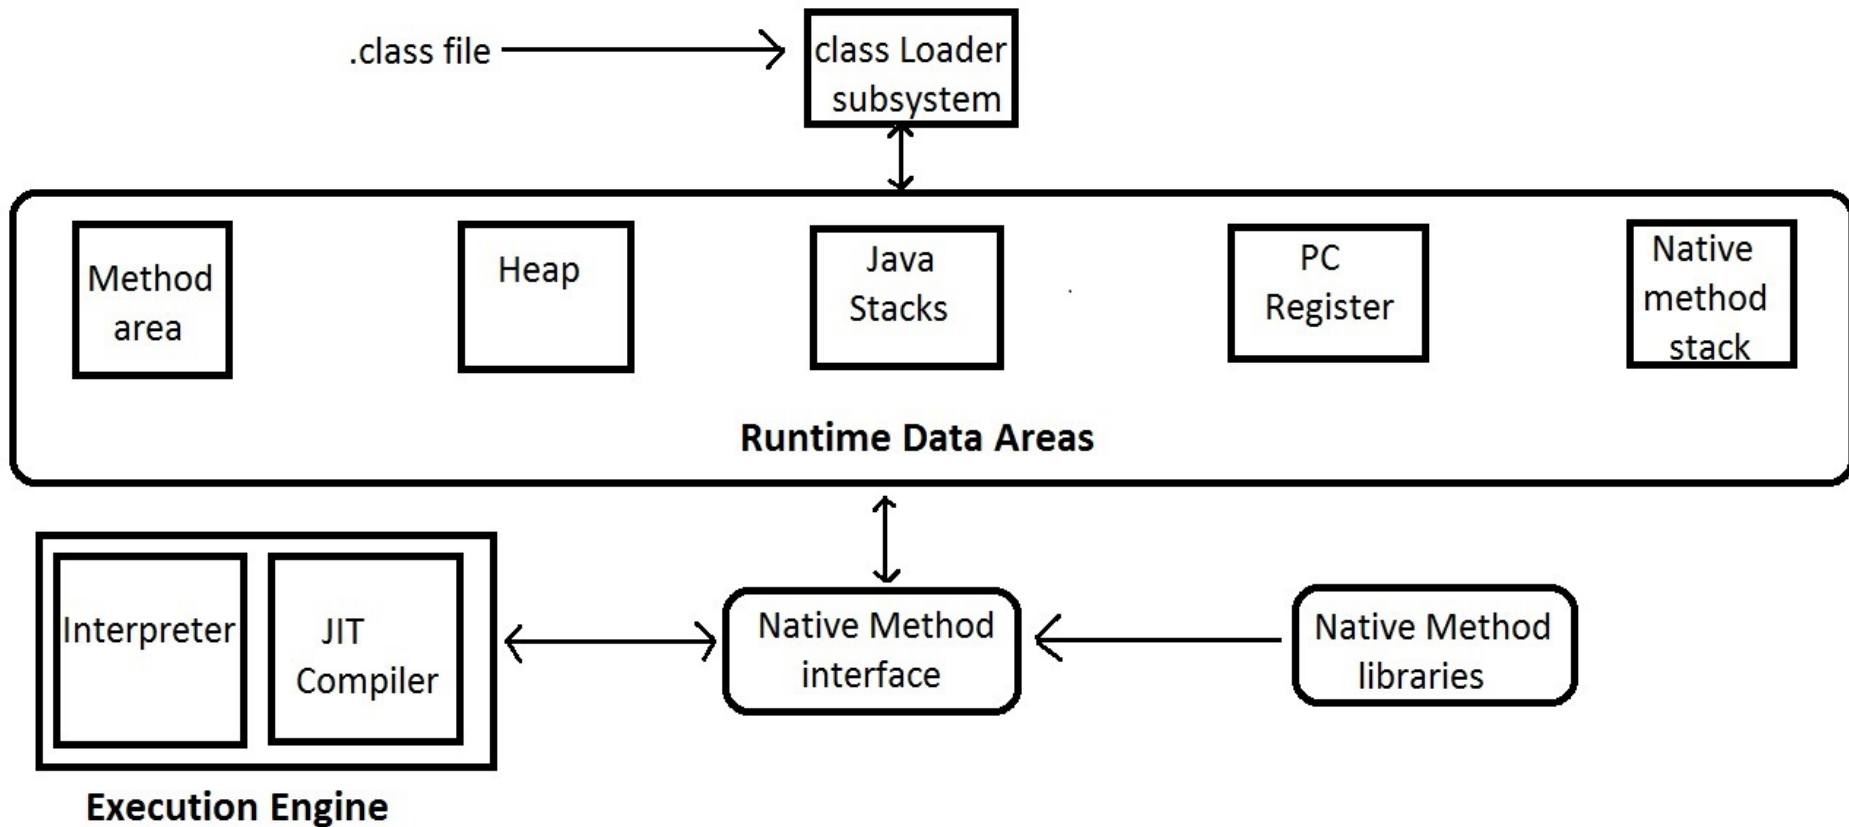 .class file
class Loader
subsystem
Method
area
Heap
Java
Stacks
PC
Register
Native
method
stack
Runtime Data Areas
Interpreter
JIT
Compiler
Execution Engine
Native Method
interface
Native Method
libraries